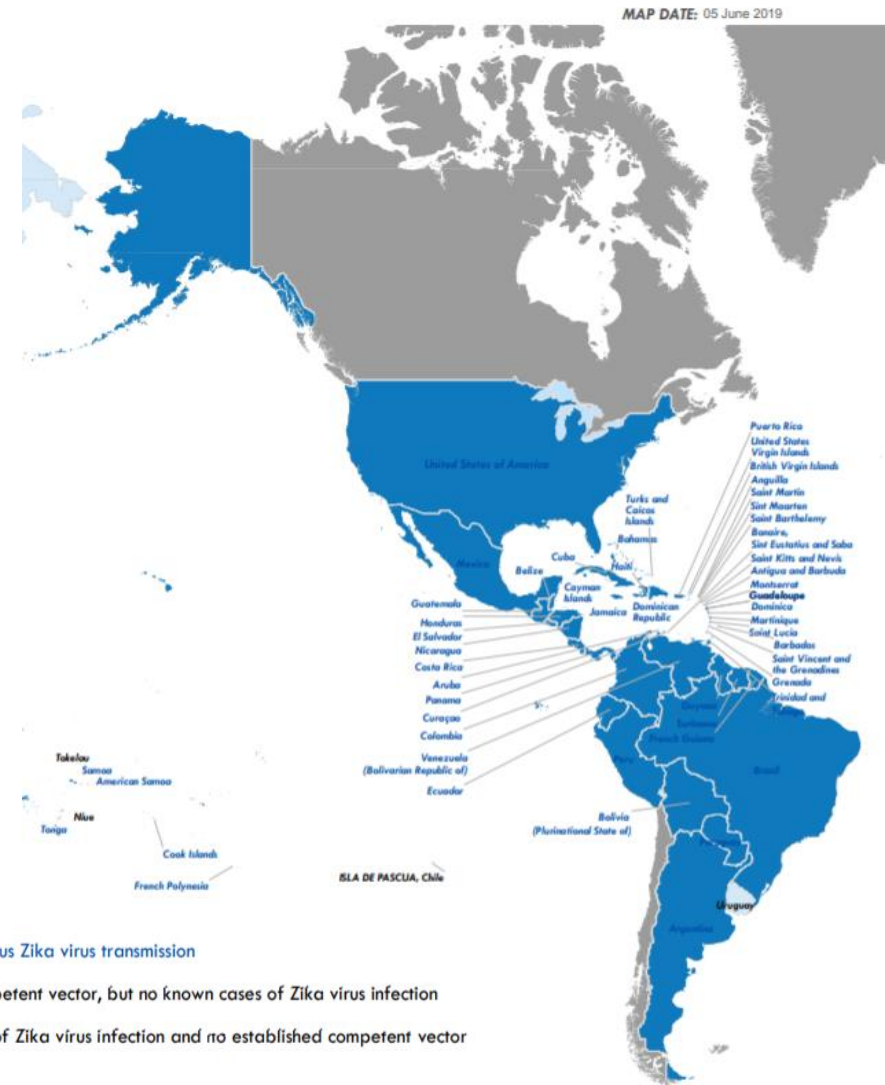 MAP DATE: 05 June 2019
Puerto Rico
United States
Virgin Islands
British Virgin Islands
Anguilla
Saint Martin
Sint Maarten
Saint Barthelemy
Bonaire,
Sint Eustatius and Saba
Saint Kitts and Nevis
Antigua and Barbuda
Montserrat
Guadeloupe
Dominica
Martinique
Saint Lucia
Barbados
Saint Vincent and
the Grenadines
Grenada
Trinidad and
Tobago
United States of America
Turks and
Caicos
Islands
Bahamas
Cuba
Haiti
Mexico
Belize
Cayman
Islands
Jamaica
Dominican
Republic
Guatemala
Honduras
El Salvador
Nicaragua
Costa Rica
Aruba
Panama
Curaçao
Colombia
Venezuela
(Bolivarian Republic of)
Ecuador
Guyana
Suriname
French Guiana
Peru
Brazil
Bolivia
(Plurinational State of)
Paraguay
Uruguay
Argentina
Tokelau
Samoa
American Samoa
Niue
Tonga
Cook Islands
French Polynesia
ISLA DE PASCUA, Chile
us Zika virus transmission
petent vector, but no known cases of Zika virus infection
of Zika virus infection and no established competent vector